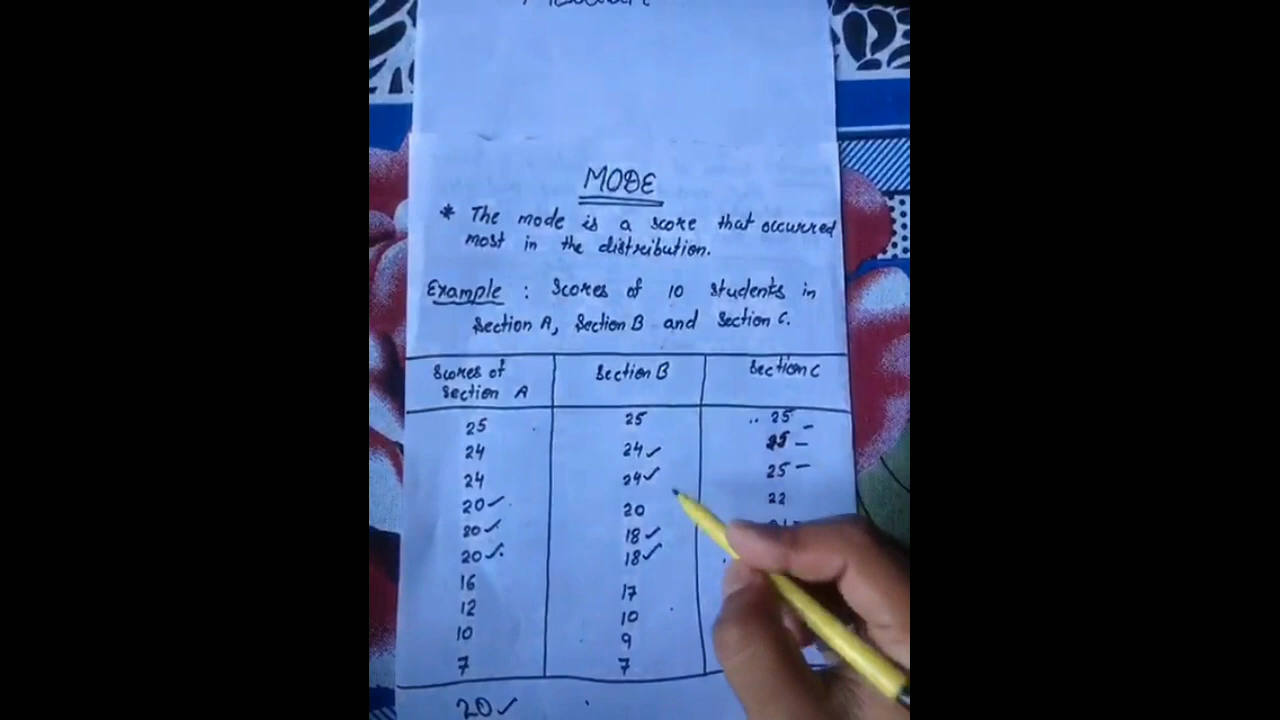 MODE
* The mode is a score that occurred
most in the distribution.
Example : Scores of 10 students in
Section A, Section B and Section C.
Scores of Section B Section C
Section A
25 25 25
24 24✓ 25 –
24 24✓ 25 –
20✓ 20 22
20✓ 18✓
20✓ 18✓
16 17
12 10
10 9
7 7
20✓